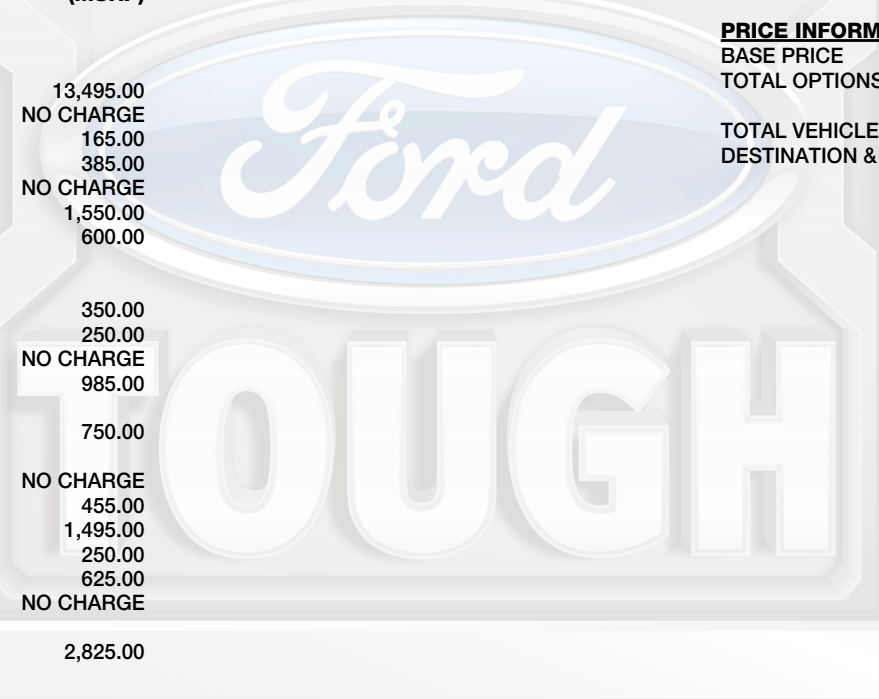 PRICE INFORM
BASE PRICE
TOTAL OPTIONS
TOTAL VEHICLE
DESTINATION &
13,495.00
NO CHARGE
165.00
385.00
NO CHARGE
1,550.00
600.00
350.00
250.00
NO CHARGE
985.00
750.00
NO CHARGE
455.00
1,495.00
250.00
625.00
NO CHARGE
2,825.00
Ford
TOUGH